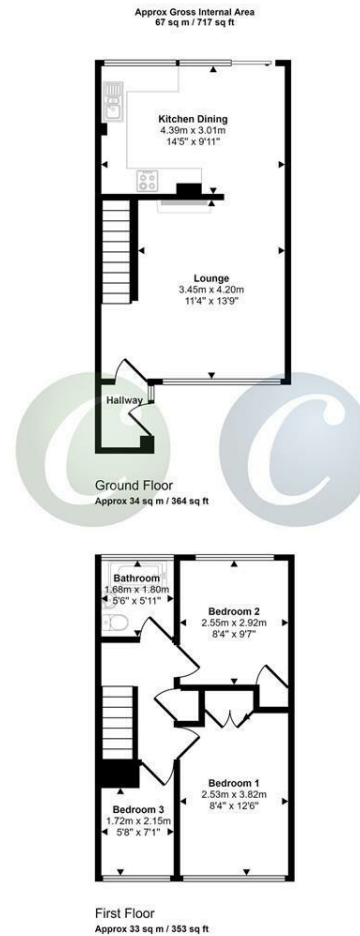 Approx Gross Internal Area
67 sq m / 717 sq ft
Kitchen Dining
4.39m x 3.01m
14'5" x 9'11"
Lounge
3.45m x 4.20m
11'4" x 13'9"
Hallway
C
C
Ground Floor
Approx 34 sq m / 364 sq ft
Bathroom
1.68m x 1.80m
5'6" x 5'11"
Bedroom 2
2.55m x 2.92m
8'4" x 9'7"
Bedroom 1
2.53m x 3.82m
8'4" x 12'6"
Bedroom 3
1.72m x 2.15m
5'8" x 7'1"
First Floor
Approx 33 sq m / 353 sq ft